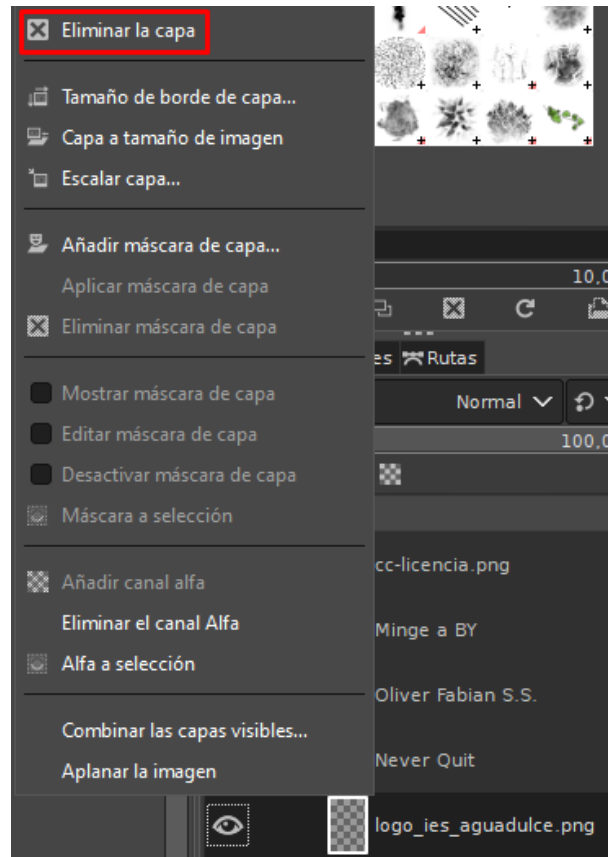 Eliminar la capa
Tamaño de borde de capa...
Capa a tamaño de imagen
Escalar capa...
Añadir máscara de capa...
Aplicar máscara de capa
Eliminar máscara de capa
Mostrar máscara de capa
Editar máscara de capa
Desactivar máscara de capa
Máscara a selección
Añadir canal alfa
Eliminar el canal Alfa
Alfa a selección
Combinar las capas visibles...
Aplanar la imagen
10,0
es Rutas
Normal
100,0
cc-licencia.png
Minge a BY
Oliver Fabian S.S.
Never Quit
logo_ies_aguadulce.png